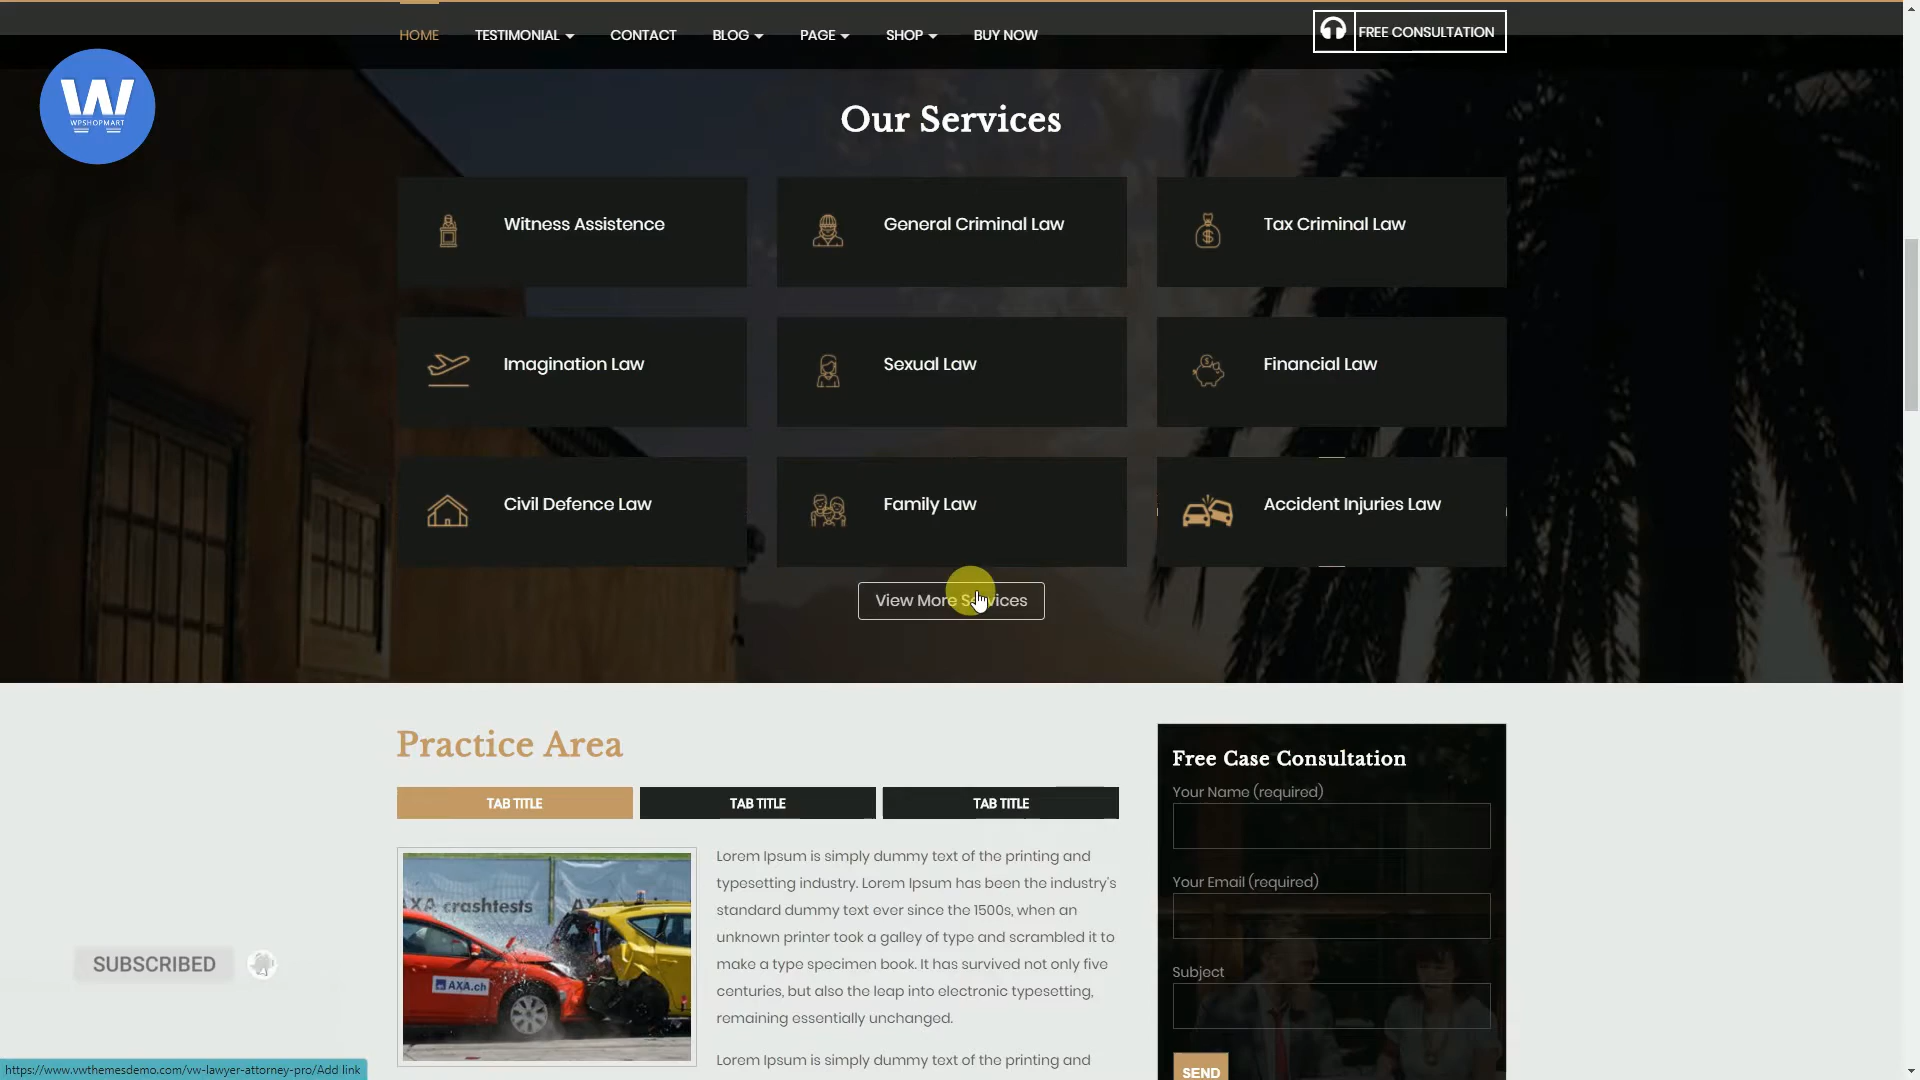 HOME TESTIMONIAL CONTACT BLOG PAGE SHOP BUY NOW FREE CONSULTATION
W
WPSHOPMART
Our Services
Witness Assistence General Criminal Law Tax Criminal Law
Imagination Law Sexual Law Financial Law
Civil Defence Law Family Law Accident Injuries Law
View More Services
Practice Area
TAB TITLE TAB TITLE TAB TITLE
AXA crashtests
AXA.ch
Lorem Ipsum is simply dummy text of the printing and
typesetting industry. Lorem Ipsum has been the industry's
standard dummy text ever since the 1500s, when an
unknown printer took a galley of type and scrambled it to
make a type specimen book. It has survived not only five
centuries, but also the leap into electronic typesetting,
remaining essentially unchanged.
Lorem Ipsum is simply dummy text of the printing and
Free Case Consultation
Your Name (required)
Your Email (required)
Subject
SEND
SUBSCRIBED
https://www.vwthemesdemo.com/vw-lawyer-attorney-pro/Add link